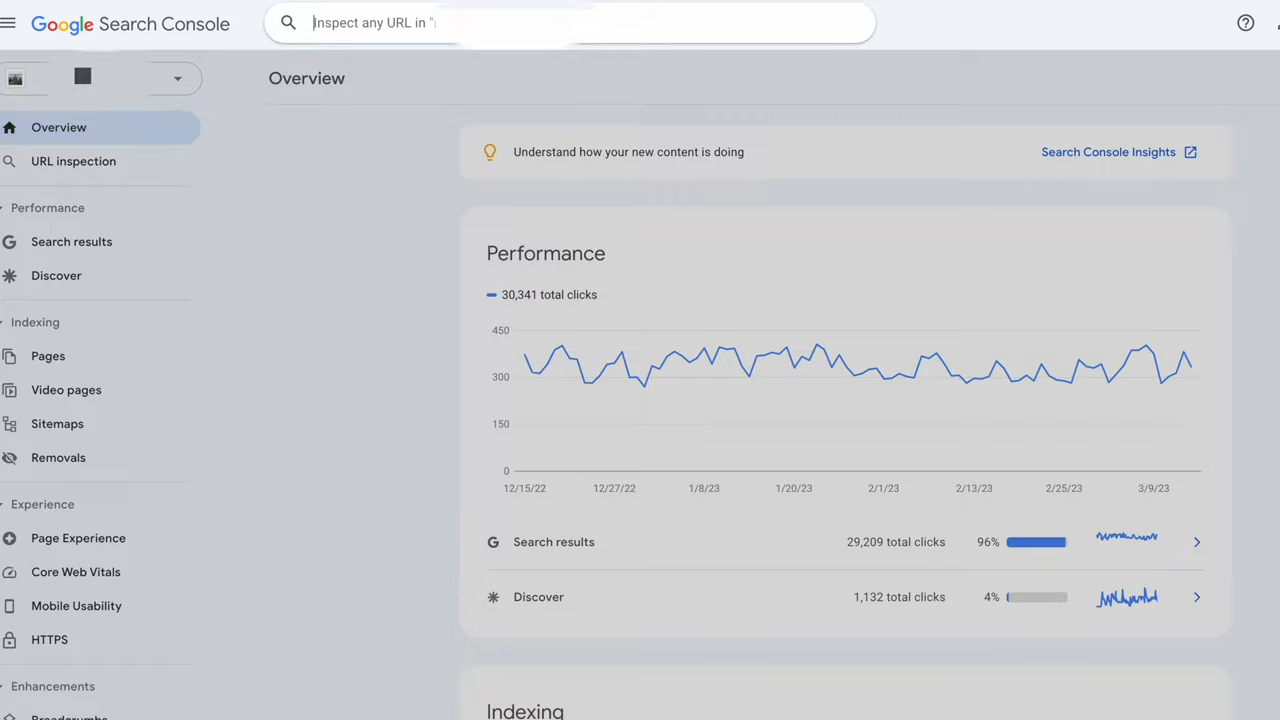 Google Search Console
Inspect any URL in "
Overview
Overview
URL inspection
Performance
Search results
Discover
Indexing
Pages
Video pages
Sitemaps
Removals
Experience
Page Experience
Core Web Vitals
Mobile Usability
HTTPS
Enhancements
Breadcrumbs
Understand how your new content is doing
Search Console Insights
Performance
30,341 total clicks
450
300
150
0
12/15/22 12/27/22 1/8/23 1/20/23 2/1/23 2/13/23 2/25/23 3/9/23
Search results 29,209 total clicks 96%
Discover 1,132 total clicks 4%
Indexing